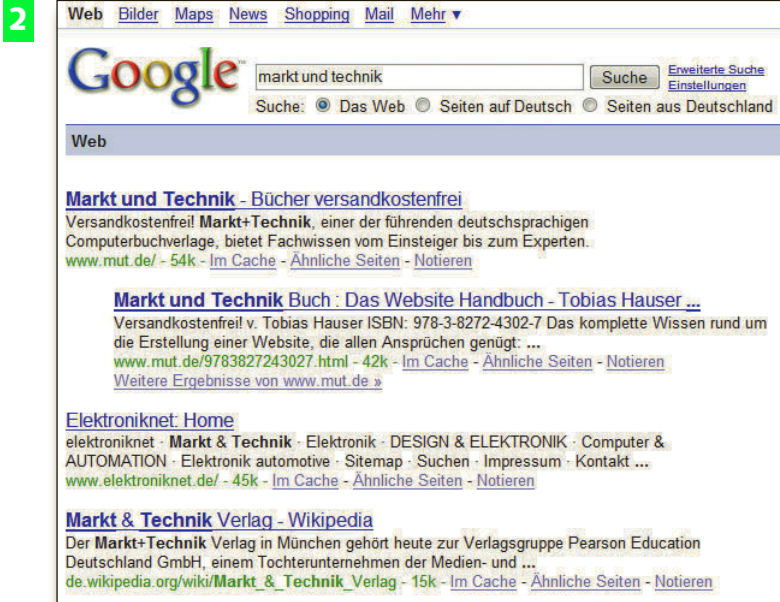 2
Web Bilder Maps News Shopping Mail Mehr ▼
Google™ markt und technik Suche Erweiterte Suche
Einstellungen
Suche: Das Web Seiten auf Deutsch Seiten aus Deutschland
Web
Markt und Technik - Bücher versandkostenfrei
Versandkostenfrei! Markt+Technik, einer der führenden deutschsprachigen
Computerbuchverlage, bietet Fachwissen vom Einsteiger bis zum Experten.
www.mut.de/ - 54k - Im Cache - Ähnliche Seiten - Notieren
Markt und Technik Buch : Das Website Handbuch - Tobias Hauser ...
Versandkostenfrei! v. Tobias Hauser ISBN: 978-3-8272-4302-7 Das komplette Wissen rund um
die Erstellung einer Website, die allen Ansprüchen genügt: ...
www.mut.de/9783827243027.html - 42k - Im Cache - Ähnliche Seiten - Notieren
Weitere Ergebnisse von www.mut.de »
Elektroniknet: Home
elektroniknet · Markt & Technik · Elektronik · DESIGN & ELEKTRONIK · Computer &
AUTOMATION · Elektronik automotive · Sitemap · Suchen · Impressum · Kontakt ...
www.elektroniknet.de/ - 45k - Im Cache - Ähnliche Seiten - Notieren
Markt & Technik Verlag - Wikipedia
Der Markt+Technik Verlag in München gehört heute zur Verlagsgruppe Pearson Education
Deutschland GmbH, einem Tochterunternehmen der Medien- und ...
de.wikipedia.org/wiki/Markt_&_Technik_Verlag - 15k - Im Cache - Ähnliche Seiten - Notieren